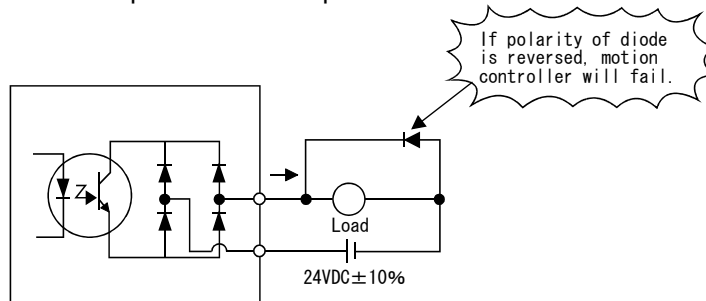 If polarity of diode
is reversed, motion
controller will fail.
Load
24VDC±10%